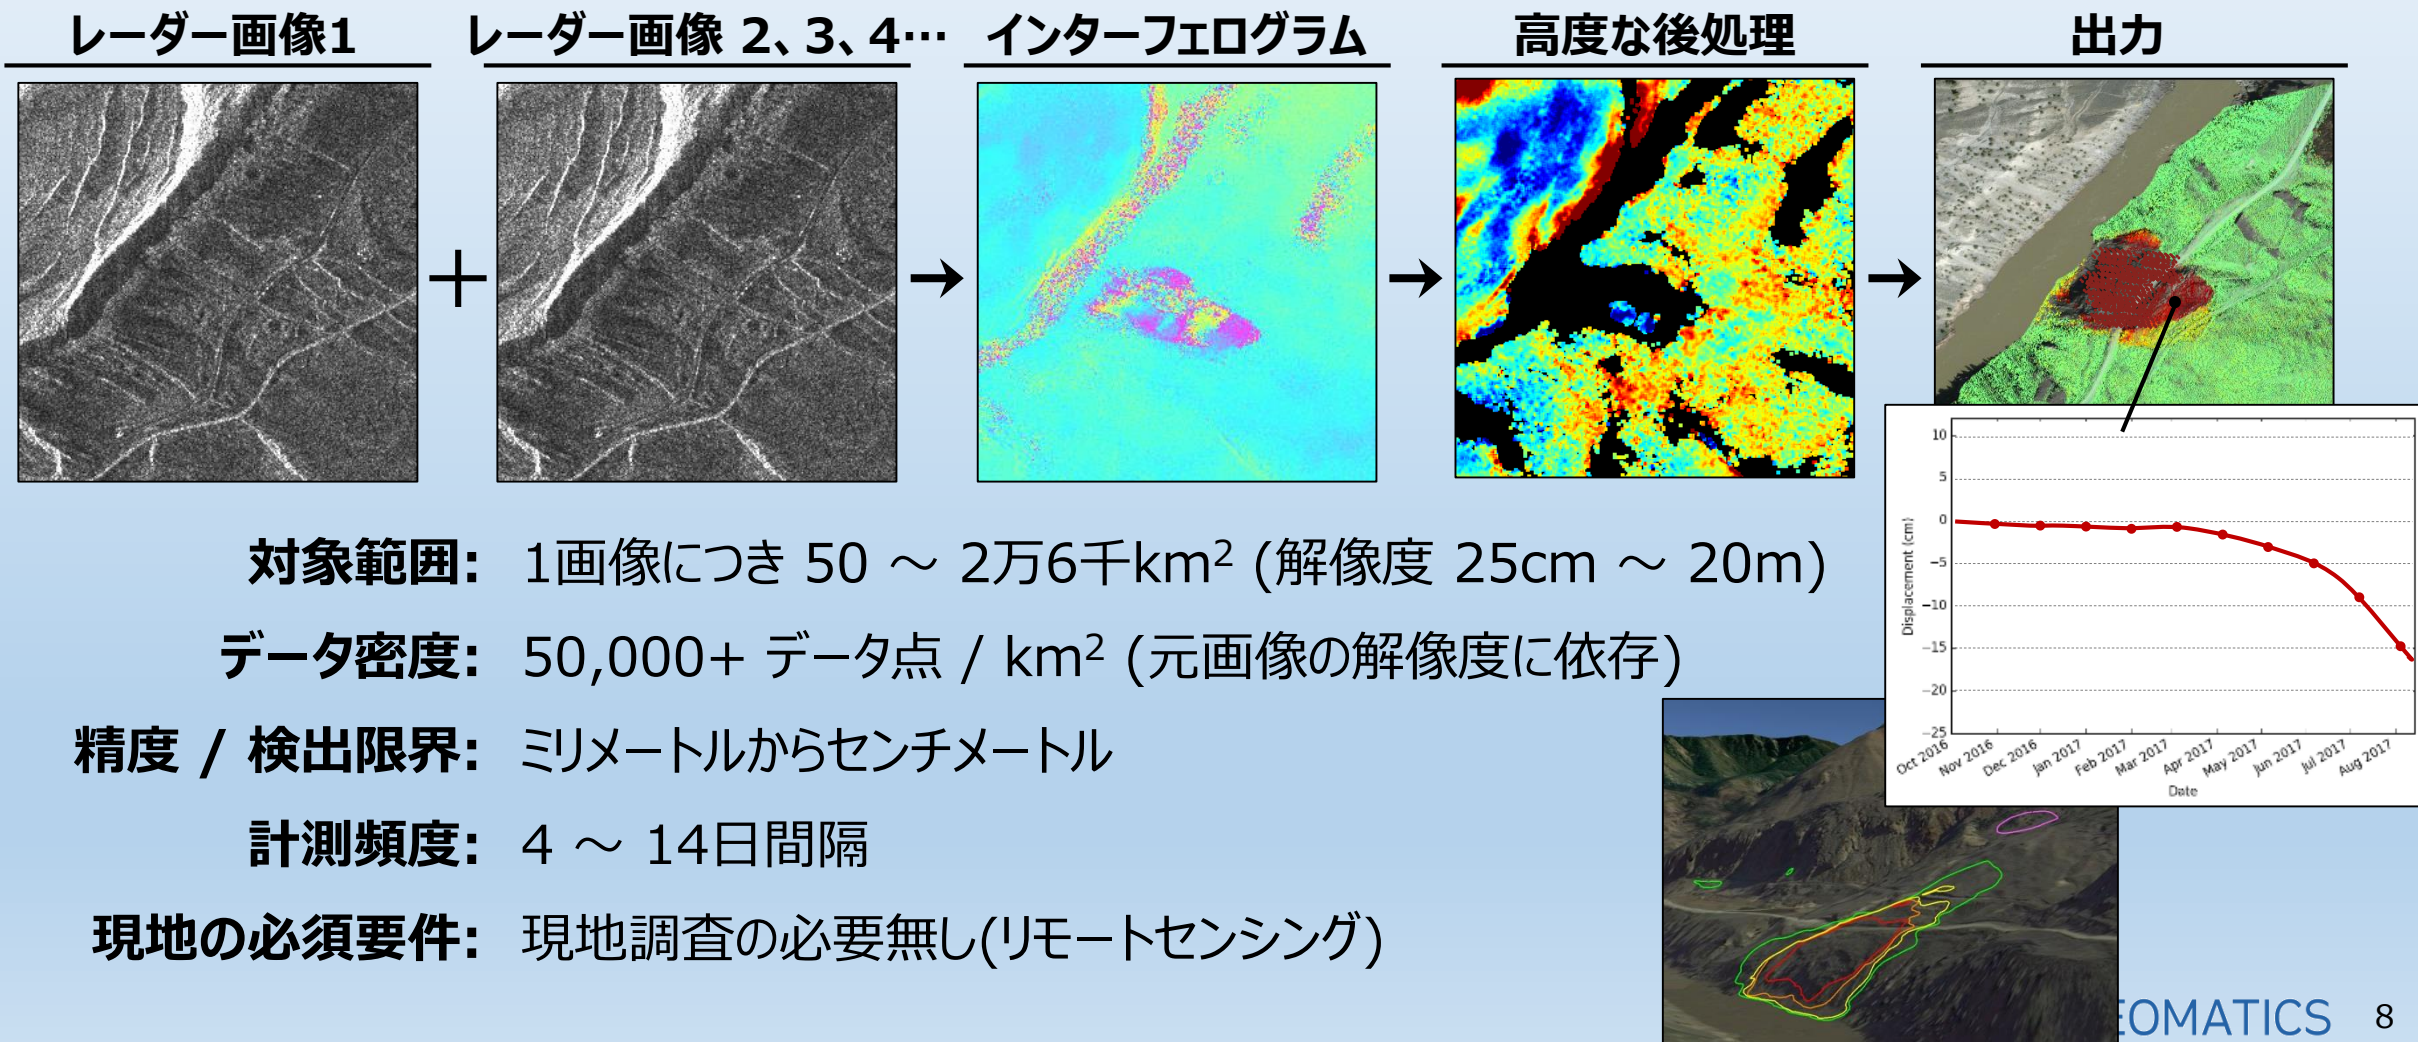 レーダー画像1
レーダー画像 2、3、4…
インターフェログラム
高度な後処理
出力
対象範囲: 1画像につき 50 ～ 2万6千km² (解像度 25cm ～ 20m)
データ密度: 50,000+ データ点 / km² (元画像の解像度に依存)
精度 / 検出限界: ミリメートルからセンチメートル
計測頻度: 4 ～ 14日間隔
現地の必須要件: 現地調査の必要無し(リモートセンシング)
Displacement (cm)
10
5
0
−5
−10
−15
−20
−25
Oct 2016
Nov 2016
Dec 2016
Jan 2017
Feb 2017
Mar 2017
Apr 2017
May 2017
Jun 2017
Jul 2017
Aug 2017
Date
EOMATICS
8